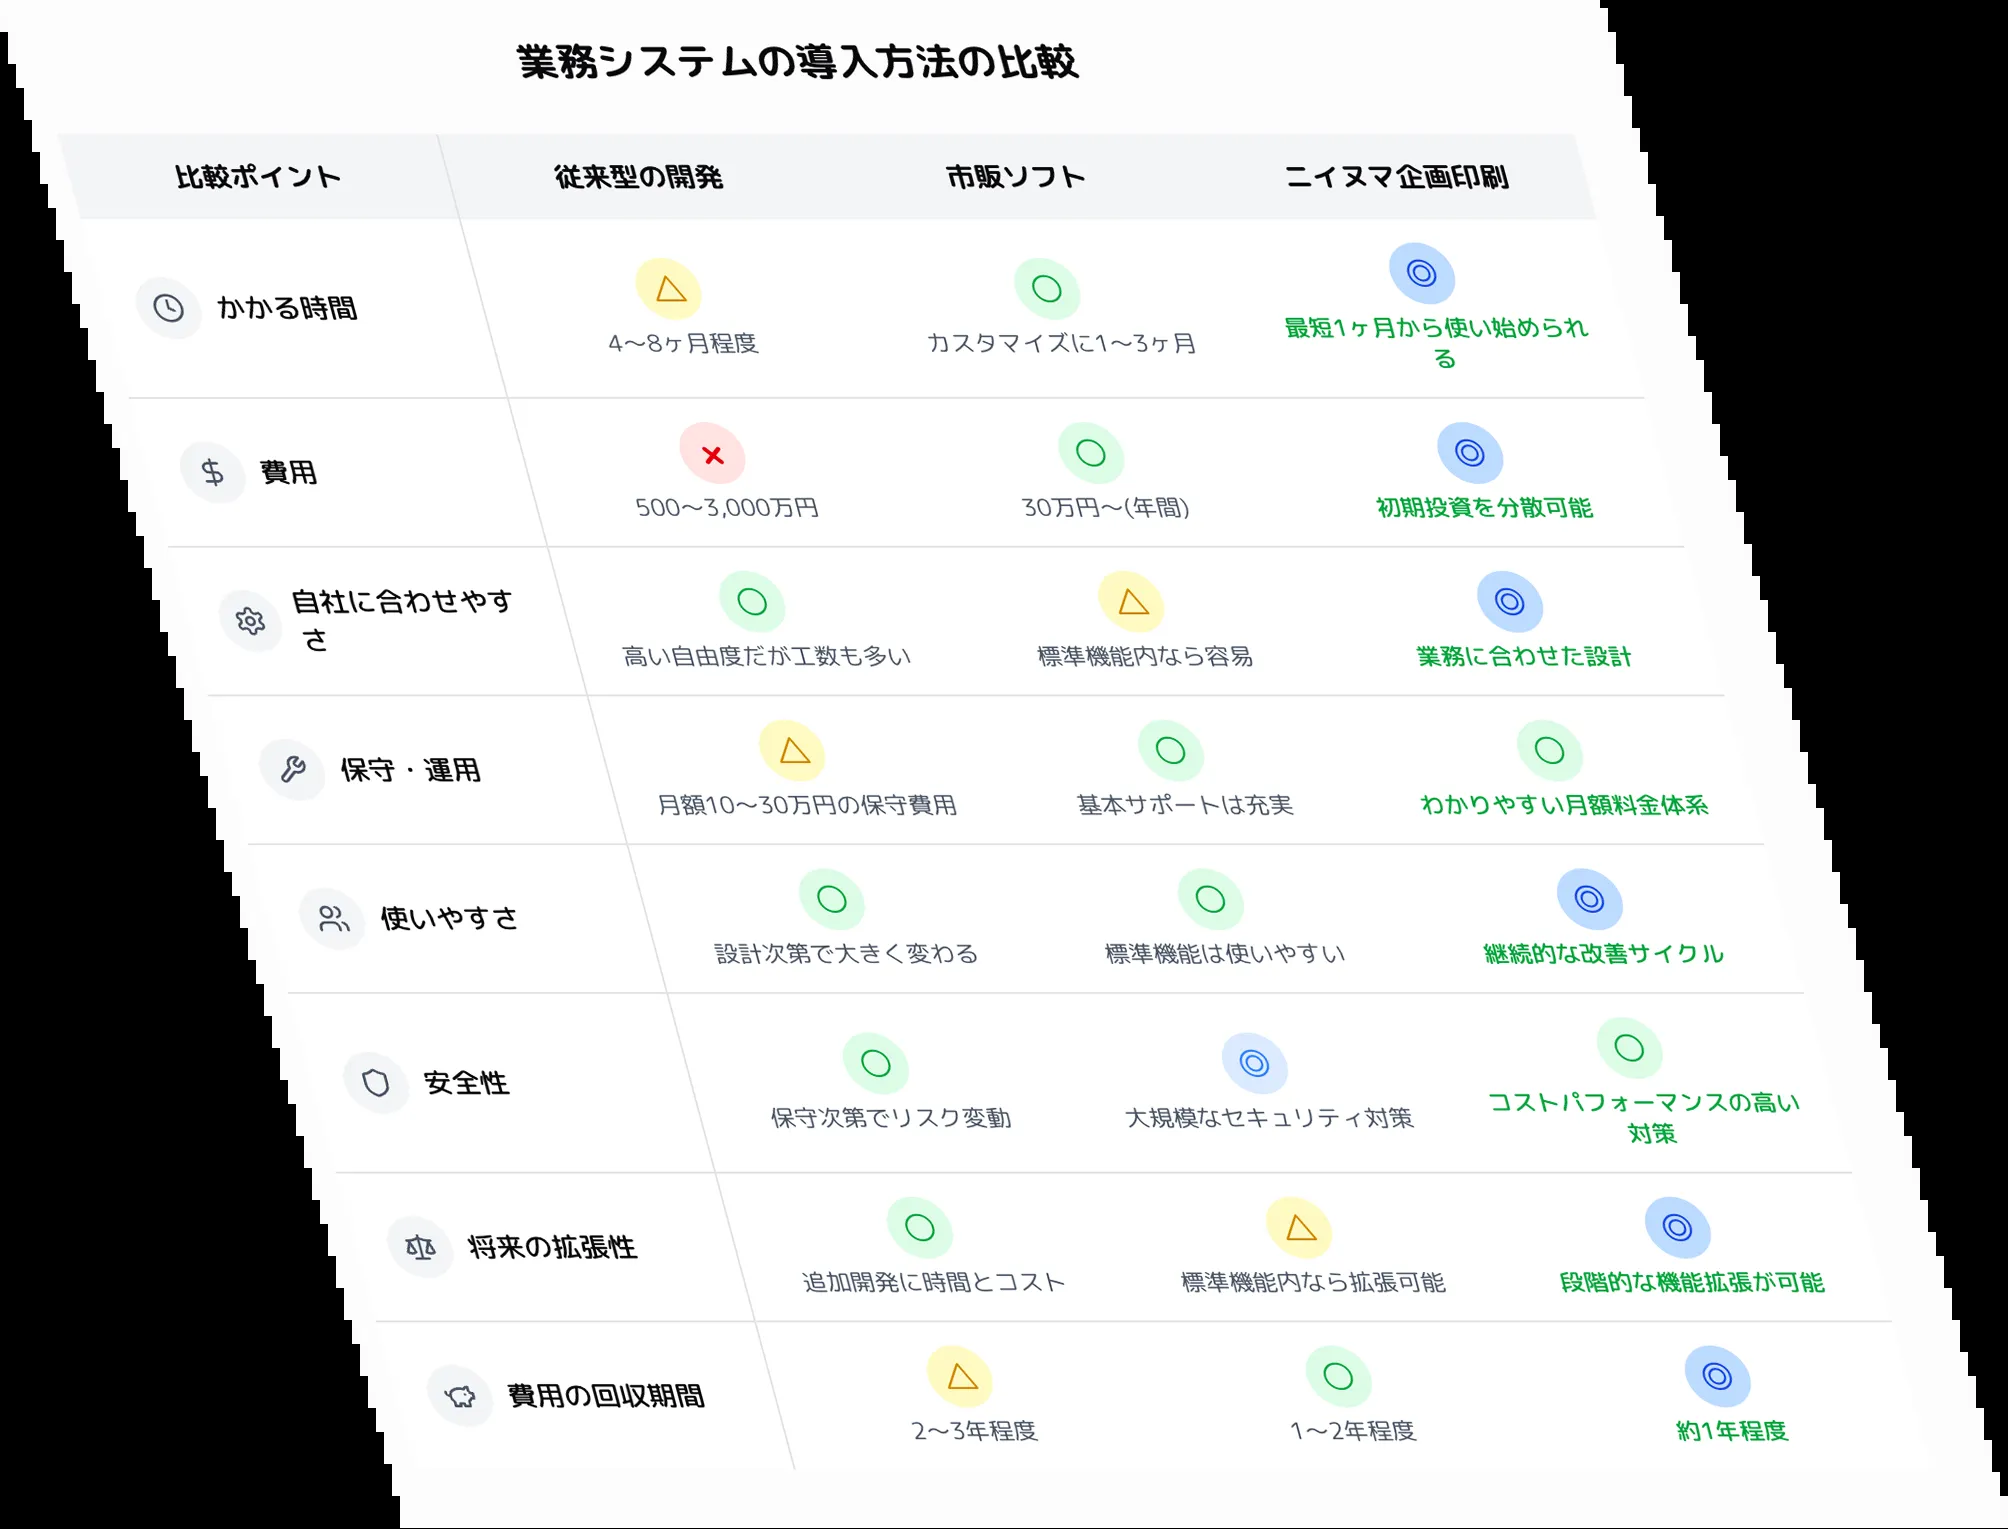 業務システムの導入方法の比較
比較ポイント 従来型の開発 市販ソフト ニイヌマ企画印刷
かかる時間
4〜8ヶ月程度
カスタマイズに1〜3ヶ月
最短1ヶ月から使い始められ
る
費用
500〜3,000万円
30万円〜(年間)
初期投資を分散可能
自社に合わせやす
さ
高い自由度だが工数も多い
標準機能内なら容易
業務に合わせた設計
保守・運用
月額10〜30万円の保守費用
基本サポートは充実
わかりやすい月額料金体系
使いやすさ
設計次第で大きく変わる
標準機能は使いやすい
継続的な改善サイクル
安全性
保守次第でリスク変動
大規模なセキュリティ対策
コストパフォーマンスの高い
対策
将来の拡張性
追加開発に時間とコスト
標準機能内なら拡張可能
段階的な機能拡張が可能
費用の回収期間
2〜3年程度
1〜2年程度
約1年程度